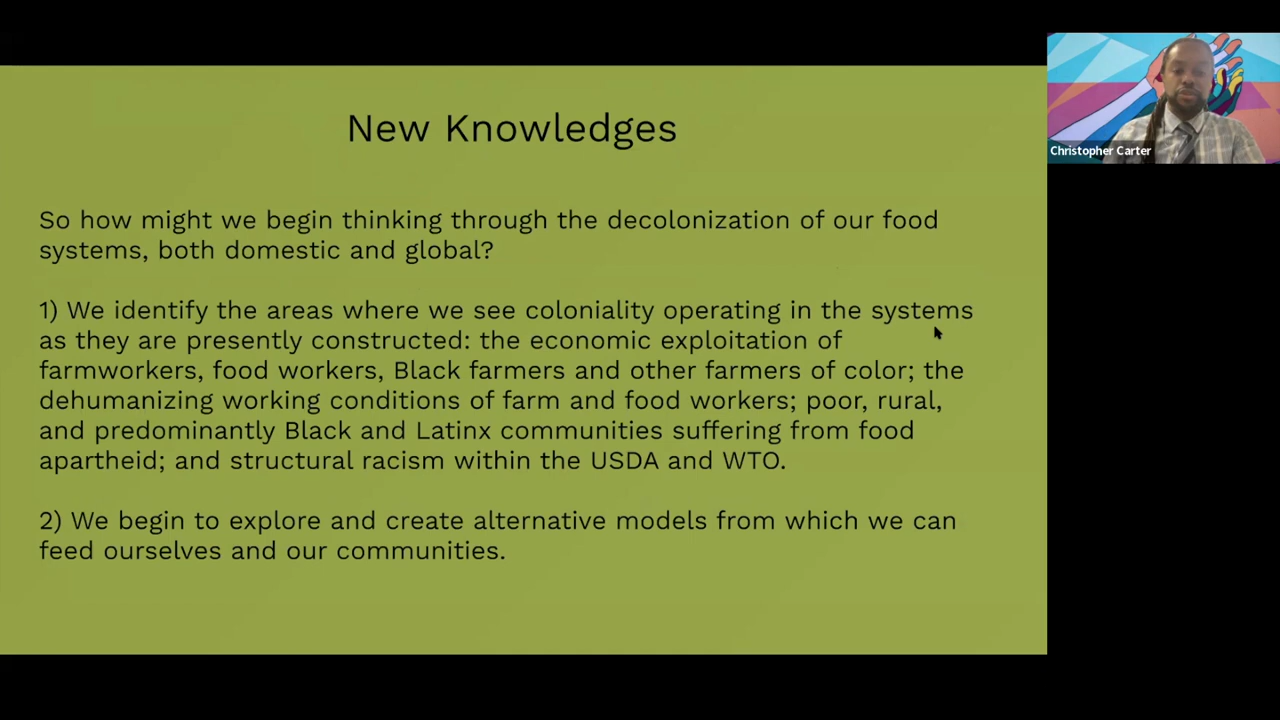 New Knowledges
So how might we begin thinking through the decolonization of our food
systems, both domestic and global?
1) We identify the areas where we see coloniality operating in the systems
as they are presently constructed: the economic exploitation of
farmworkers, food workers, Black farmers and other farmers of color; the
dehumanizing working conditions of farm and food workers; poor, rural,
and predominantly Black and Latinx communities suffering from food
apartheid; and structural racism within the USDA and WTO.
2) We begin to explore and create alternative models from which we can
feed ourselves and our communities.
Christopher Carter